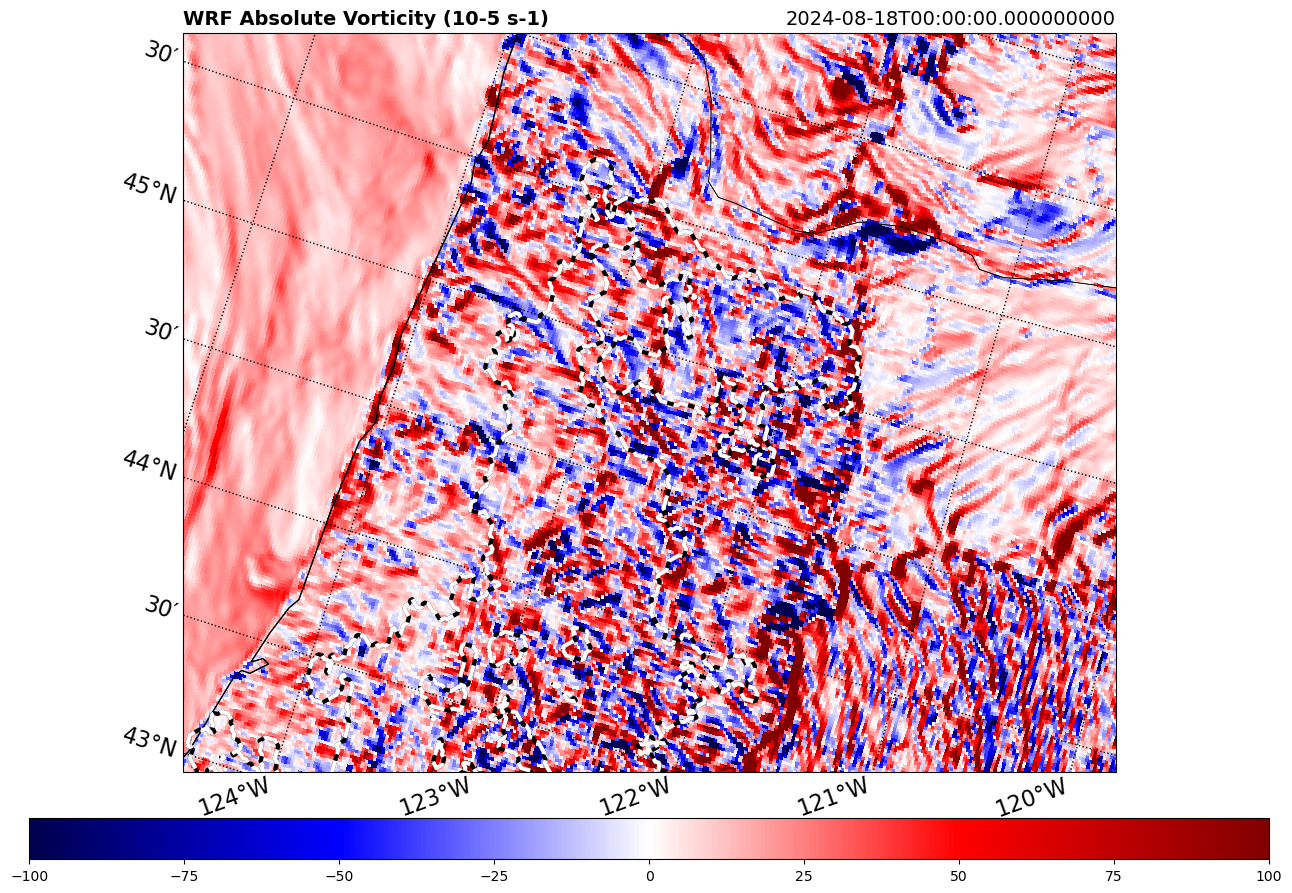 WRF Absolute Vorticity (10-5 s-1) 2024-08-18T00:00:00.000000000
30′
45°N
30′
44°N
30′
43°N
124°W 123°W 122°W 121°W 120°W
−100 −75 −50 −25 0 25 50 75 100